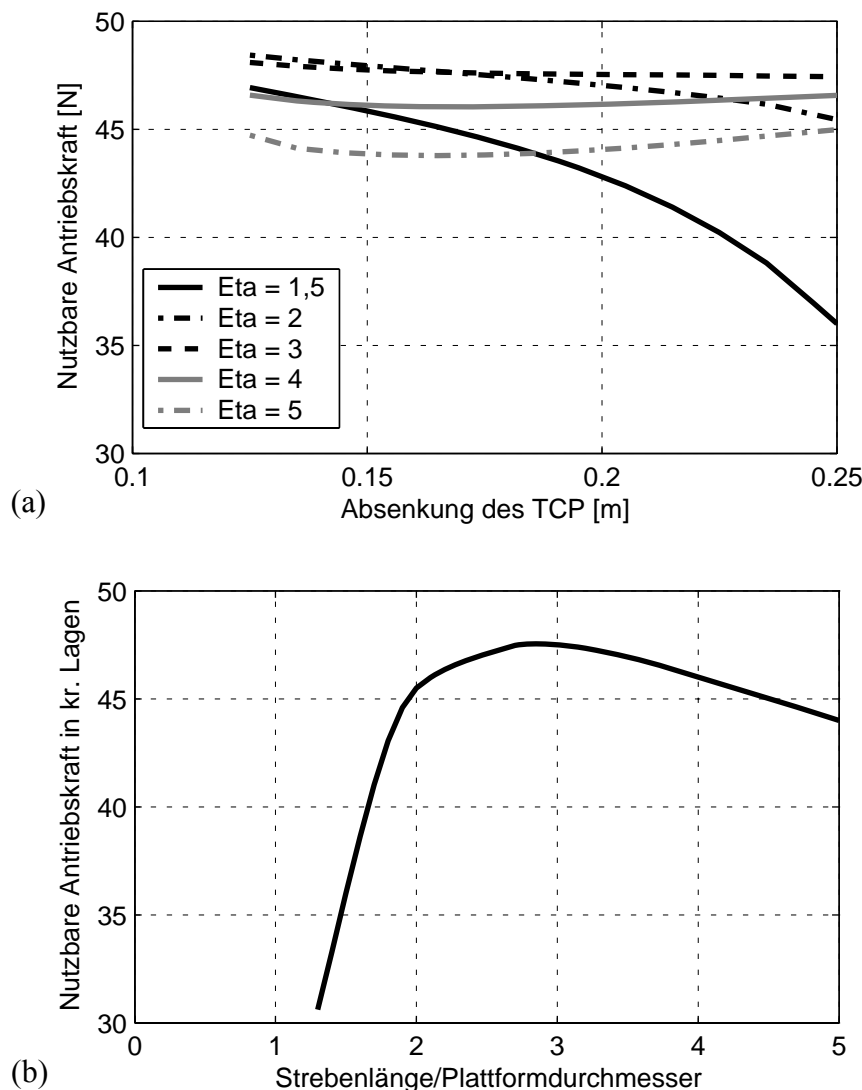 50
45
40
35
30
Nutzbare Antriebskraft [N]
Eta = 1,5
Eta = 2
Eta = 3
Eta = 4
Eta = 5
0.1
0.15
0.2
0.25
Absenkung des TCP [m]
(a)
50
45
40
35
30
Nutzbare Antriebskraft in kr. Lagen
0
1
2
3
4
5
Strebenlänge/Plattformdurchmesser
(b)